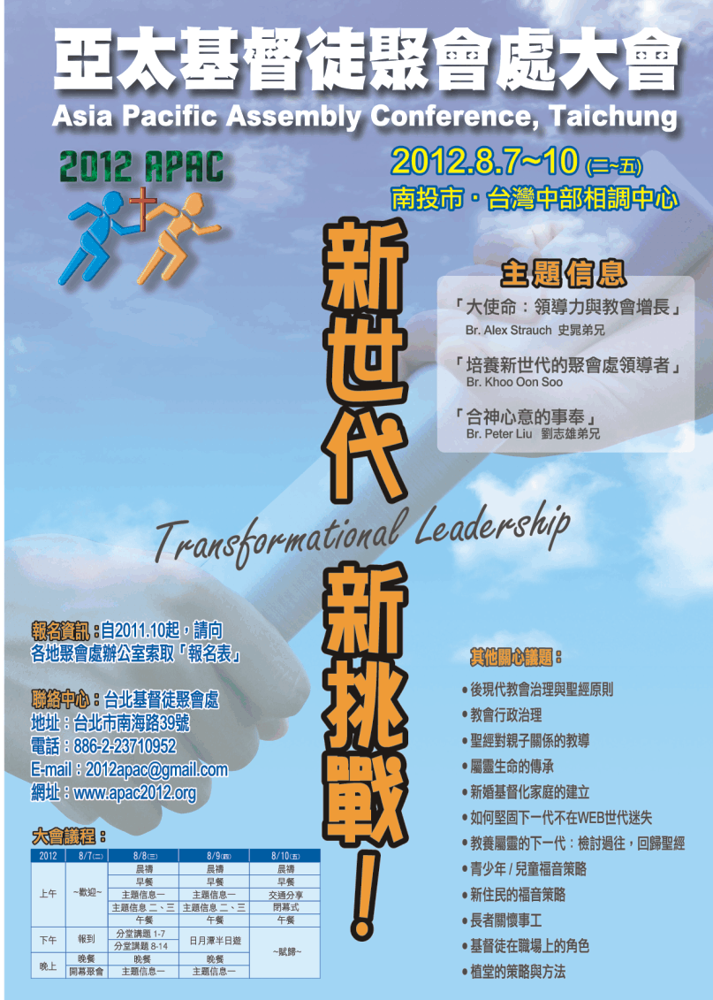 亞太基督徒聚會處大會
Asia Pacific Assembly Conference, Taichung
2012 APAC
2012.8.7~10 (二~五)
南投市．台灣中部相調中心
新世代 新挑戰！
Transformational Leadership
主題信息
「大使命：領導力與教會增長」
Br. Alex Strauch 史晁弟兄
「培養新世代的聚會處領導者」
Br. Khoo Oon Soo
「合神心意的事奉」
Br. Peter Liu 劉志雄弟兄
報名資訊：自2011.10起，請向
各地聚會處辦公室索取「報名表」
聯絡中心：台北基督徒聚會處
地址：台北市南海路39號
電話：886-2-23710952
E-mail：2012apac@gmail.com
網址：www.apac2012.org
其他關心議題：
•後現代教會治理與聖經原則
•教會行政治理
•聖經對親子關係的教導
•屬靈生命的傳承
•新婚基督化家庭的建立
•如何堅固下一代不在WEB世代迷失
•教養屬靈的下一代：檢討過往，回歸聖經
•青少年/兒童福音策略
•新住民的福音策略
•長者關懷事工
•基督徒在職場上的角色
•植堂的策略與方法
大會議程：
2012 8/7(二) 8/8(三) 8/9(四) 8/10(五)
上午 ~歡迎~ 晨禱 晨禱 晨禱
早餐 早餐 早餐
主題信息一 主題信息一 交通分享
主題信息 二、三 主題信息 二、三 閉幕式
午餐 午餐 午餐
下午 報到 分堂講題 1-7 日月潭半日遊 ~賦歸~
分堂講題 8-14
晚上 晚餐 晚餐 晚餐
開幕聚會 主題信息一 主題信息一